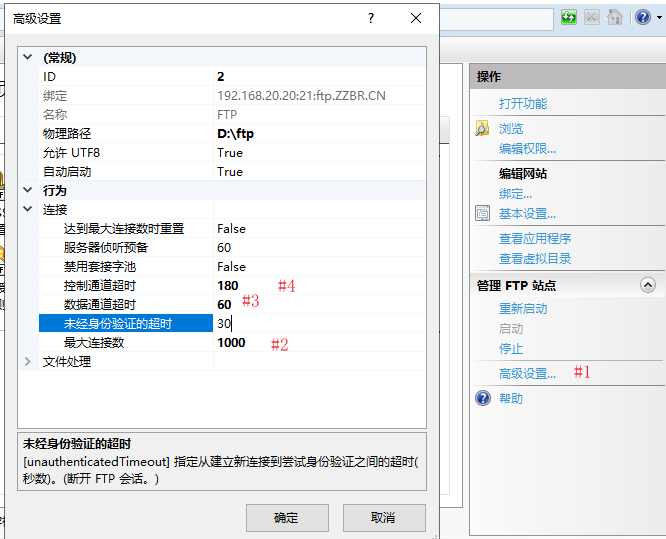 高级设置
?
(常规)
ID 2
绑定 192.168.20.20:21:ftp.ZZBR.CN
名称 FTP
物理路径 D:\ftp
允许 UTF8 True
自动启动 True
行为
连接
达到最大连接数时重置 False
服务器侦听预备 60
禁用套接字池 False
控制通道超时 180 #4
数据通道超时 60 #3
未经身份验证的超时 30
最大连接数 1000 #2
文件处理
未经身份验证的超时
[unauthenticatedTimeout] 指定从建立新连接到尝试身份验证之间的超时(
秒数)。(断开 FTP 会话。)
确定 取消
操作
打开功能
浏览
编辑权限...
编辑网站
绑定...
基本设置...
查看应用程序
查看虚拟目录
管理 FTP 站点
重新启动
启动
停止
高级设置... #1
帮助